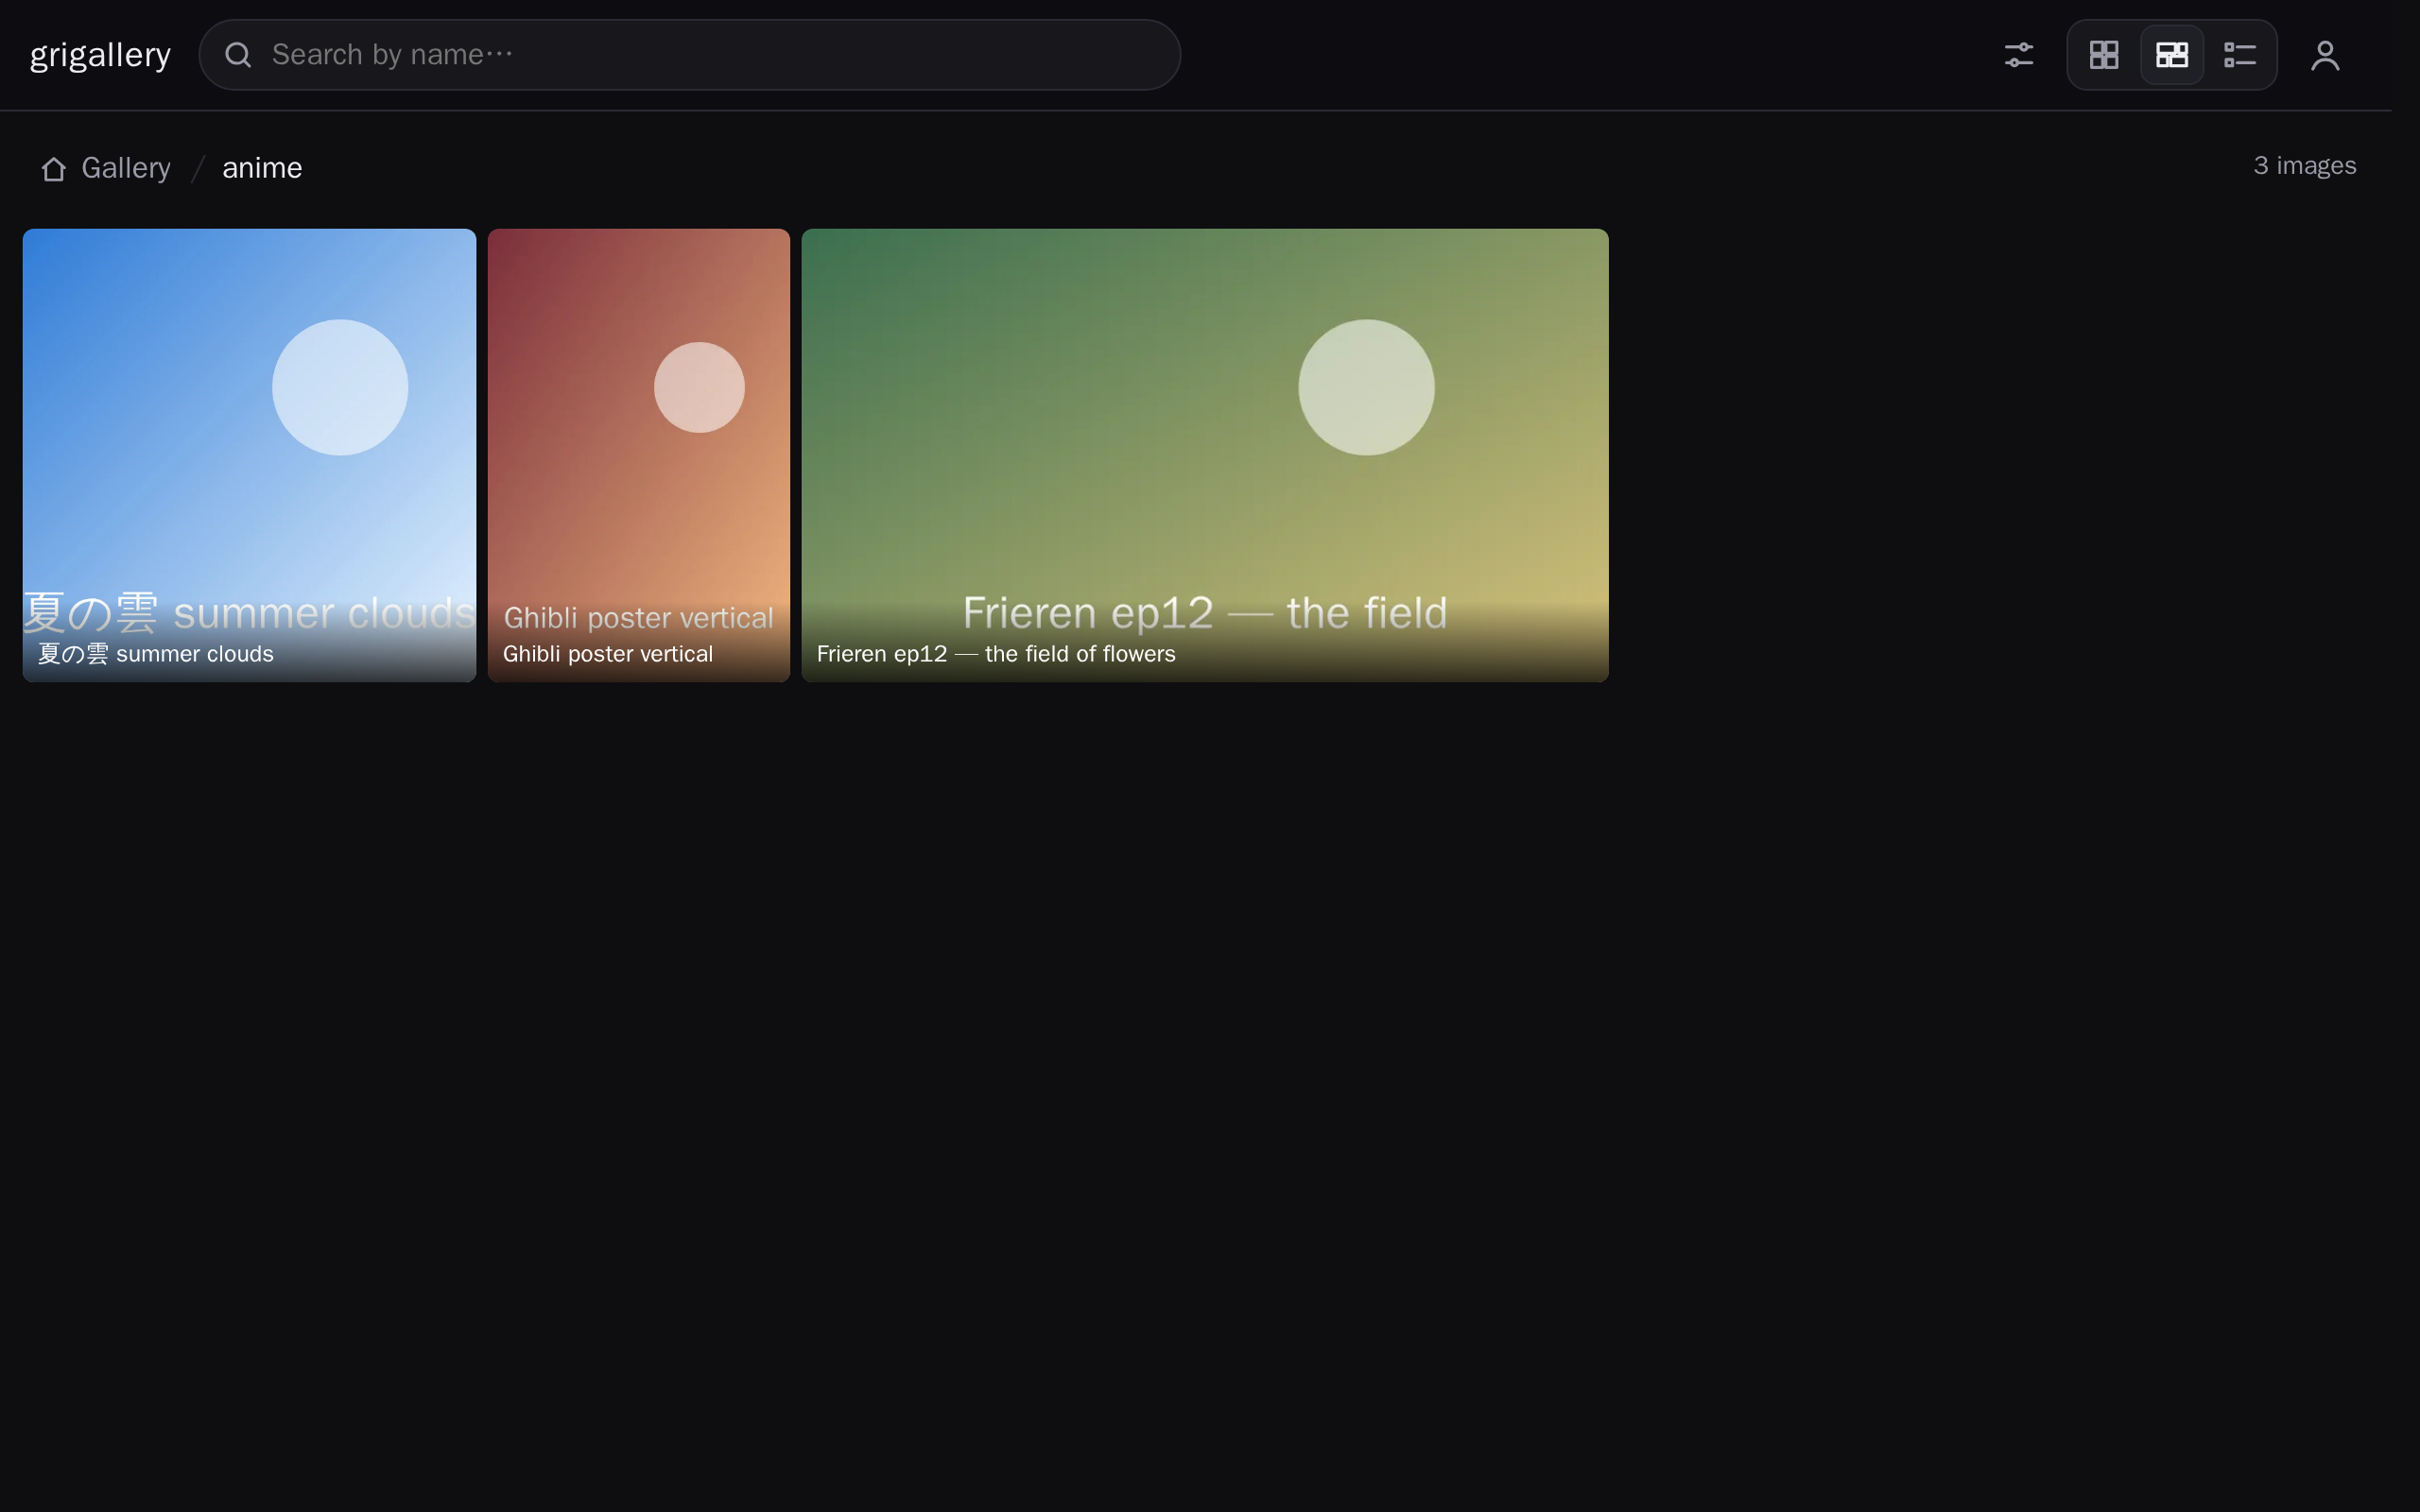 grigallery
Search by name…
Gallery / anime
3 images
夏の雲 summer clouds
夏の雲 summer clouds
Ghibli poster vertical
Ghibli poster vertical
Frieren ep12 — the field
Frieren ep12 — the field of flowers